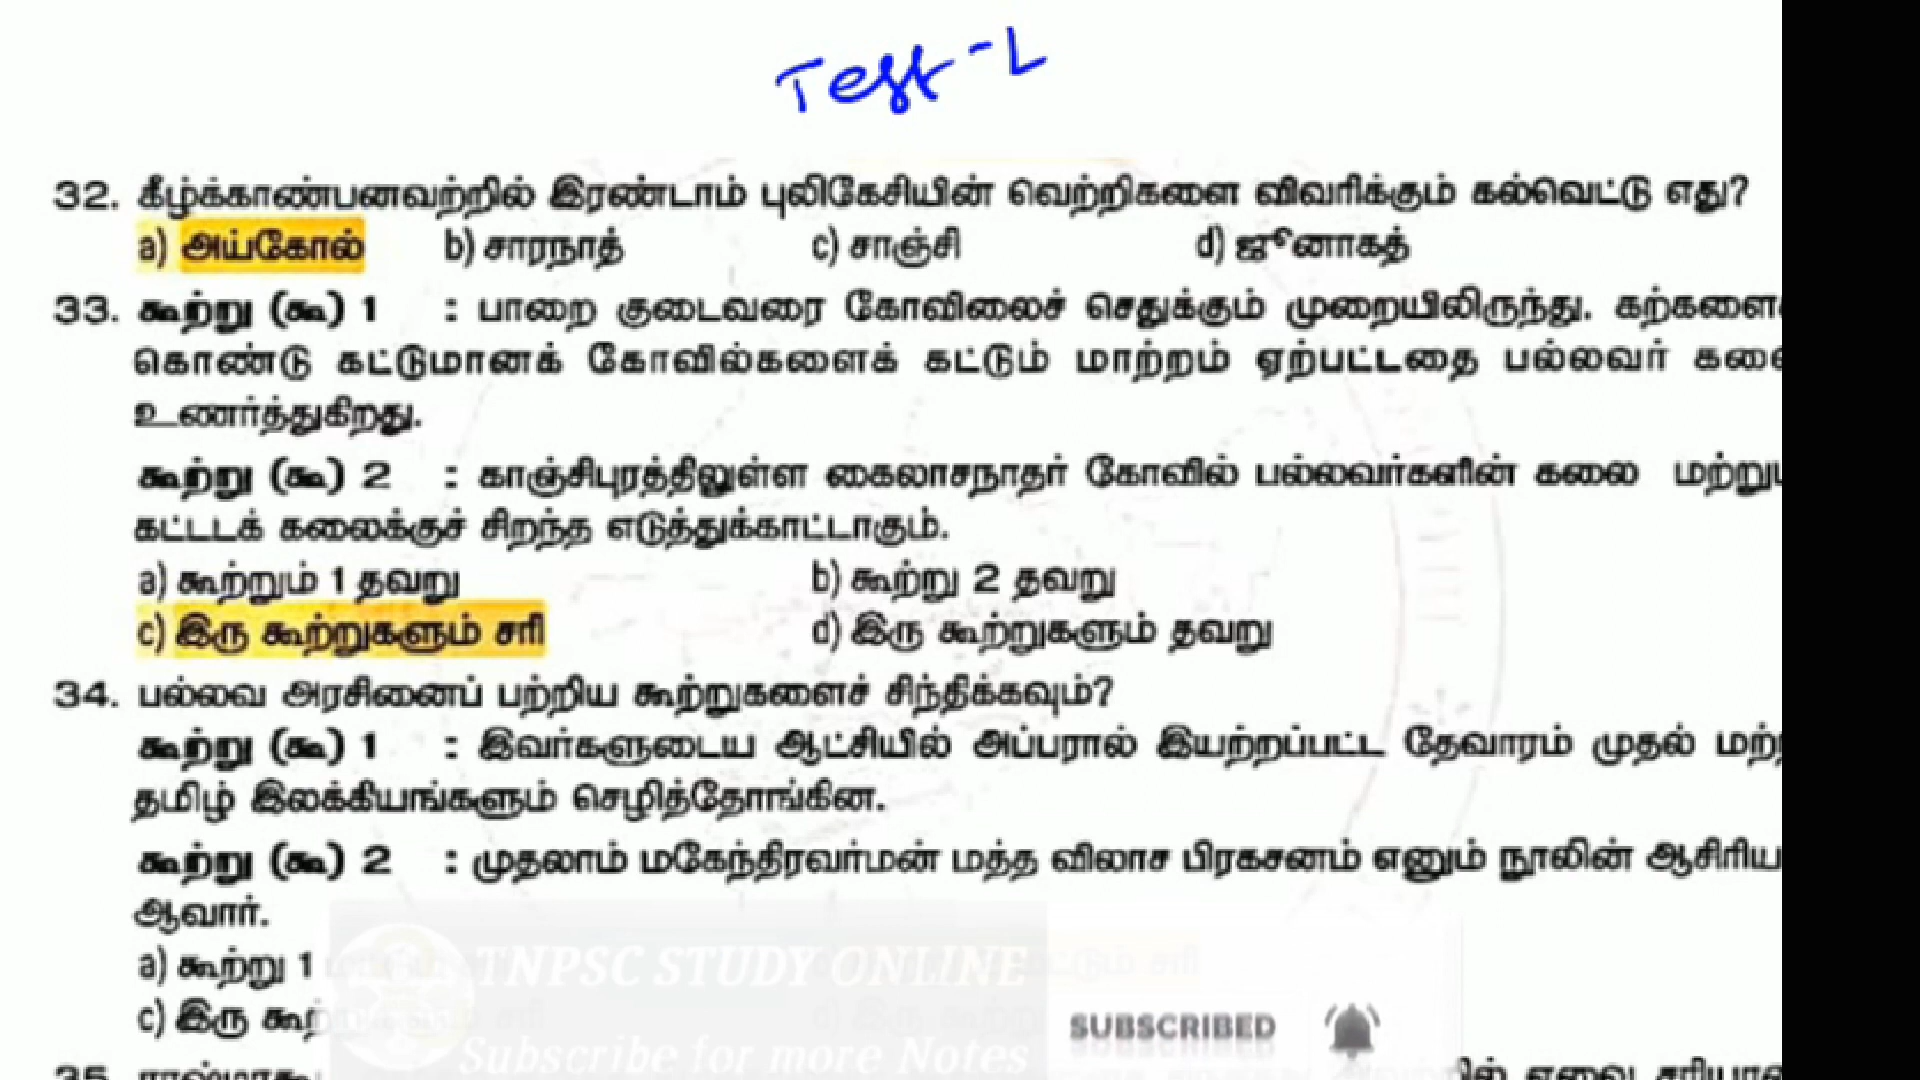 Test-L
32. கீழ்க்காண்பனவற்றில் இரண்டாம் புலிகேசியின் வெற்றிகளை விவரிக்கும் கல்வெட்டு எது?
a) அய்கோல் b) சாரநாத் c) சாஞ்சி d) ஜுனாகத்
33. கூற்று (கூ) 1 : பாறை குடைவரை கோவிலைச் செதுக்கும் முறையிலிருந்து. கற்களைக்
கொண்டு கட்டுமானக் கோவில்களைக் கட்டும் மாற்றம் ஏற்பட்டதை பல்லவர் கலை
உணர்த்துகிறது.
கூற்று (கூ) 2 : காஞ்சிபுரத்திலுள்ள கைலாசநாதர் கோவில் பல்லவர்களின் கலை மற்றும்
கட்டடக் கலைக்குச் சிறந்த எடுத்துக்காட்டாகும்.
a) கூற்றும் 1 தவறு b) கூற்று 2 தவறு
c) இரு கூற்றுகளும் சரி d) இரு கூற்றுகளும் தவறு
34. பல்லவ அரசினைப் பற்றிய கூற்றுகளைச் சிந்திக்கவும்?
கூற்று (கூ) 1 : இவர்களுடைய ஆட்சியில் அப்பரால் இயற்றப்பட்ட தேவாரம் முதல் மற்ற
தமிழ் இலக்கியங்களும் செழித்தோங்கின.
கூற்று (கூ) 2 : முதலாம் மகேந்திரவர்மன் மத்த விலாச பிரகசனம் எனும் நூலின் ஆசிரிய
ஆவார்.
a) கூற்று 1
c) இரு கூற்
TNPSC STUDY ONLINE
Subscribe for more Notes
SUBSCRIBED
35.